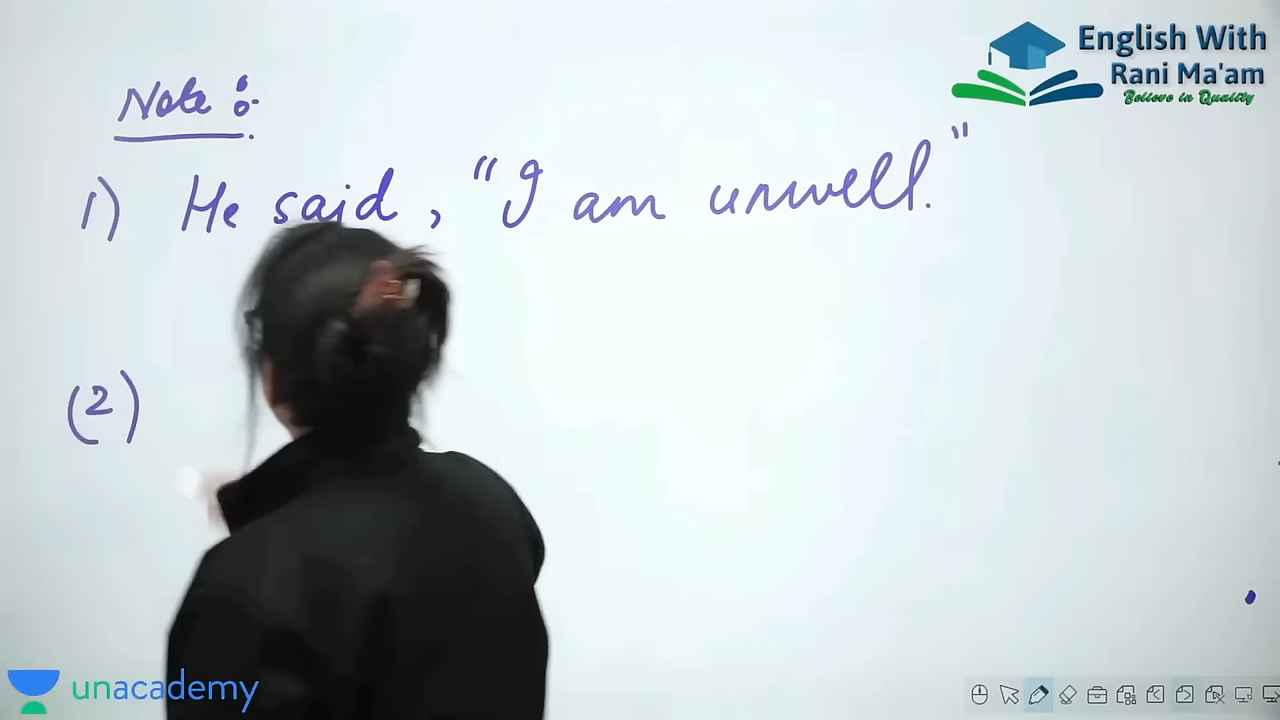 English With
Rani Ma'am
Believe in Quality
Note :-
1) He said, "I am unwell."
(2)
unacademy